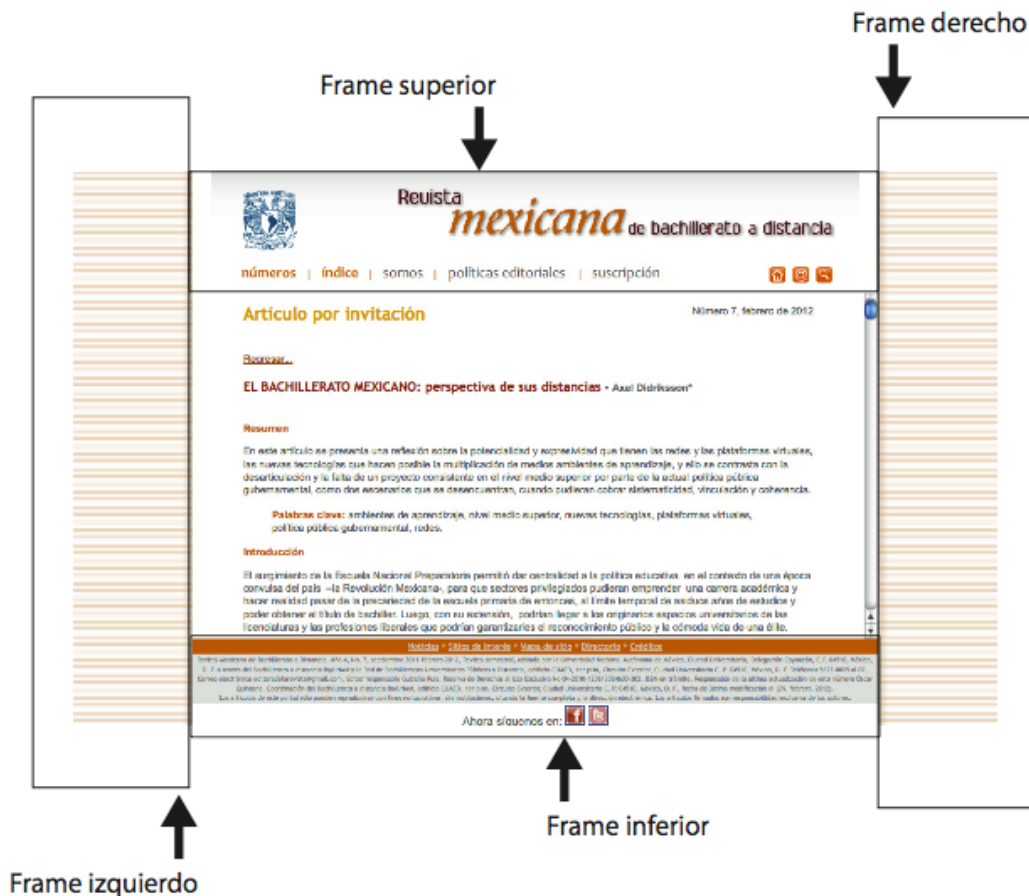 Frame derecho
Frame superior
Revista
mexicana de bachillerato a distancia
números | índice | somos | políticas editoriales | suscripción
Artículo por invitación
Número 7, febrero de 2012
Regresar..
EL BACHILLERATO MEXICANO: perspectiva de sus distancias - Axel Didriksson*
Resumen
En este artículo se presenta una reflexión sobre la potencialidad y expresividad que tienen las redes y las plataformas virtuales,
las nuevas tecnologías que hacen posible la multiplicación de medios ambientes de aprendizaje, y ello se contrasta con la
desarticulación y la falta de un proyecto consistente en el nivel medio superior por parte de la actual política pública
gubernamental, como dos escenarios que se desencuentran, cuando pudieran cobrar sistematicidad, vinculación y coherencia.
Palabras clave: ambientes de aprendizaje, nivel medio superior, nuevas tecnologías, plataformas virtuales,
política pública gubernamental, redes.
Introducción
El surgimiento de la Escuela Nacional Preparatoria permitió dar centralidad a la política educativa en el contexto de una época
convulsa del país –la Revolución Mexicana-, para que sectores privilegiados pudieran emprender una carrera académica y
hacer realidad pasar de la precariedad de la escuela primaria de entonces, al límite temporal de asiduos años de estudios y
poder obtener el título de bachiller. Luego, con su extensión, podrían llegar a los originarios espacios universitarios de las
licenciaturas y las profesiones liberales que podrían garantizarles el reconocimiento público y la cómoda vida de una élite.
Noticias * Sitios de interés * Mapa de sitio * Directorio * Créditos
Ahora síguenos en:
Frame inferior
Frame izquierdo